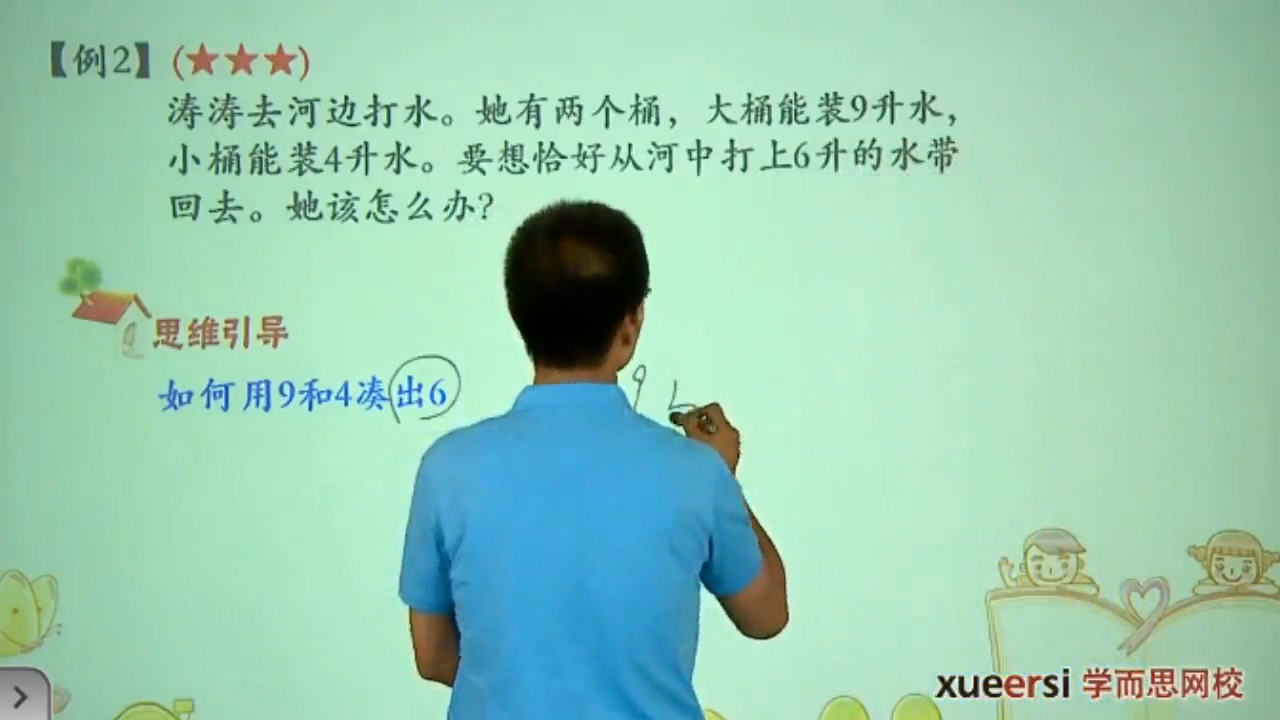 【例2】(★★★)
涛涛去河边打水。她有两个桶，大桶能装9升水，
小桶能装4升水。要想恰好从河中打上6升的水带
回去。她该怎么办？
思维引导
如何用9和4凑出6
9
xueersi 学而思网校